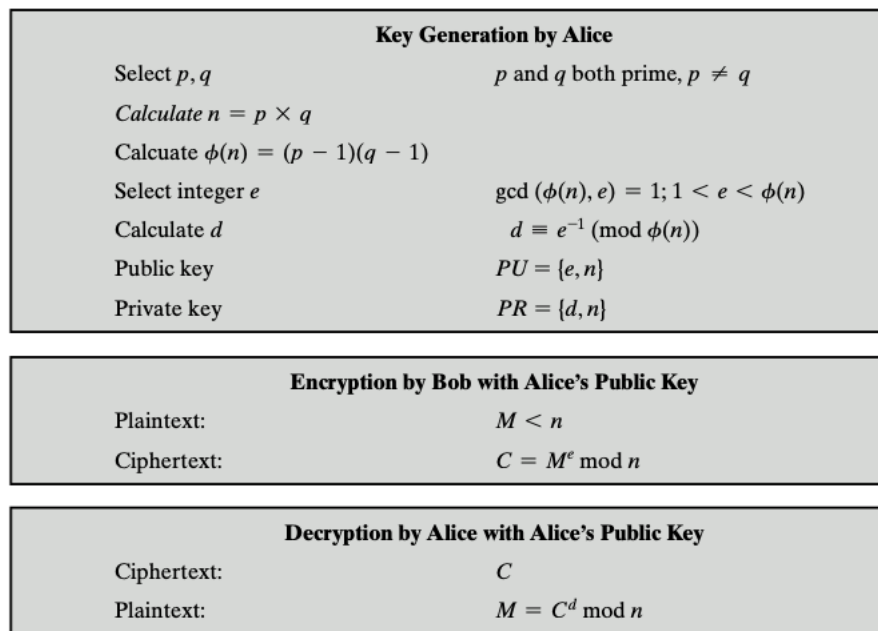 Key Generation by Alice
Select p, q p and q both prime, p ≠ q
Calculate n = p × q
Calcuate ϕ(n) = (p − 1)(q − 1)
Select integer e gcd (ϕ(n), e) = 1; 1 < e < ϕ(n)
Calculate d d ≡ e⁻¹ (mod ϕ(n))
Public key PU = {e, n}
Private key PR = {d, n}
Encryption by Bob with Alice’s Public Key
Plaintext: M < n
Ciphertext: C = Mᵉ mod n
Decryption by Alice with Alice’s Public Key
Ciphertext: C
Plaintext: M = Cᵈ mod n